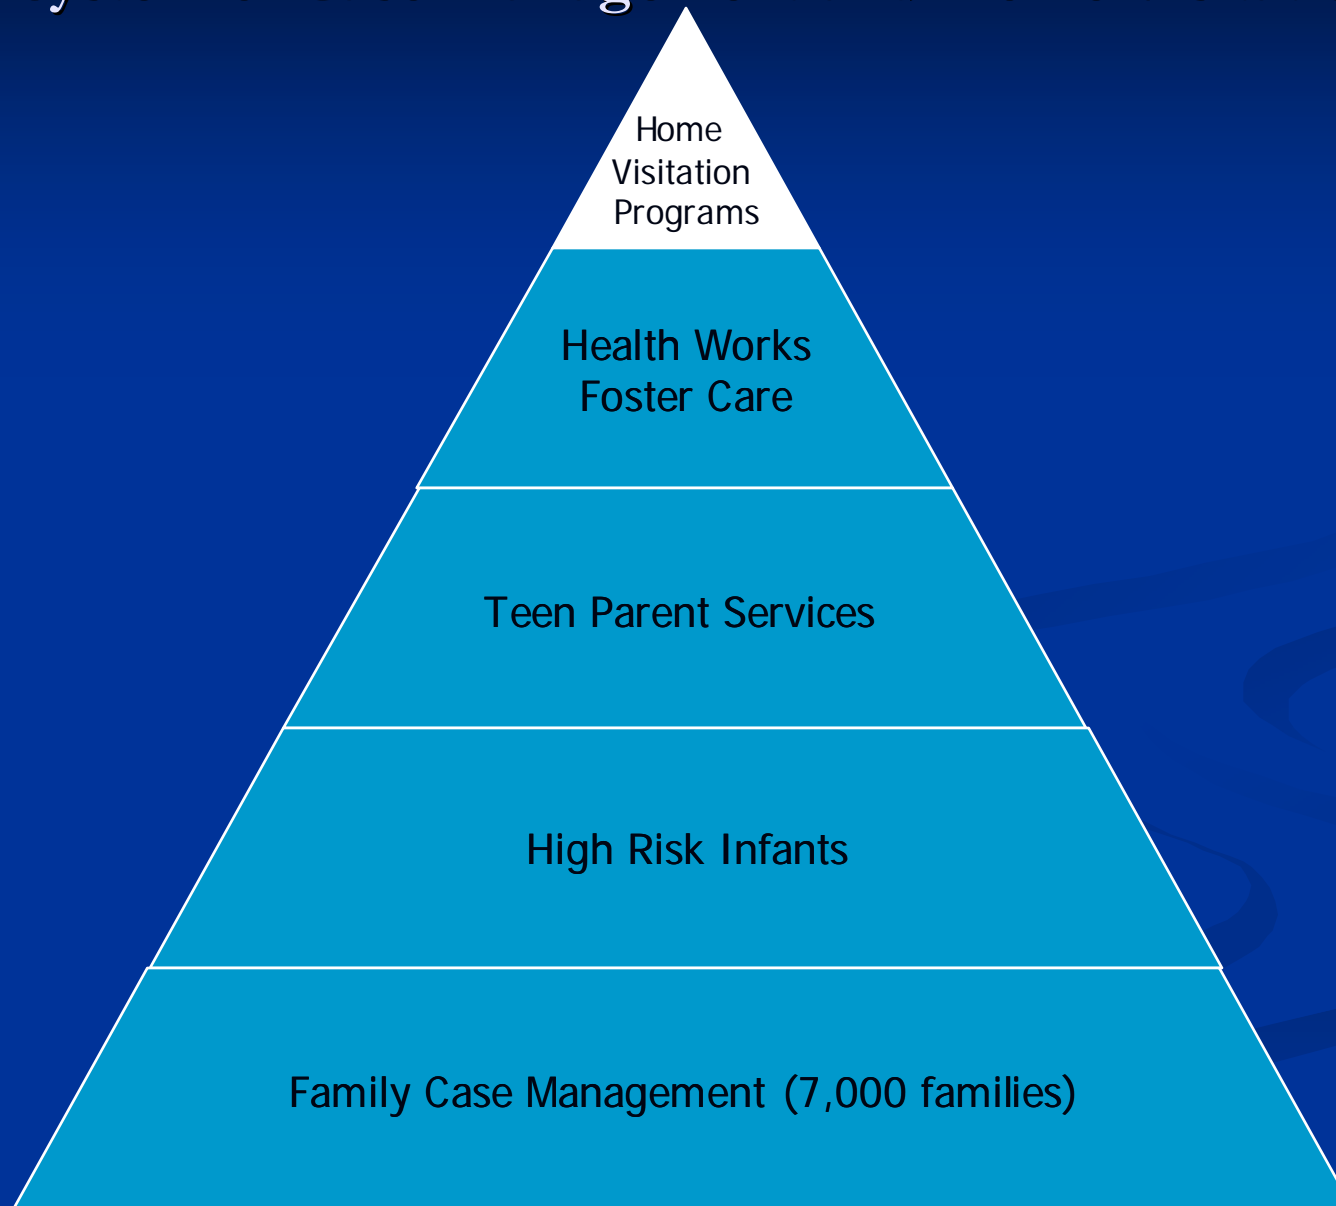 Home
Visitation
Programs
Health Works
Foster Care
Teen Parent Services
High Risk Infants
Family Case Management (7,000 families)